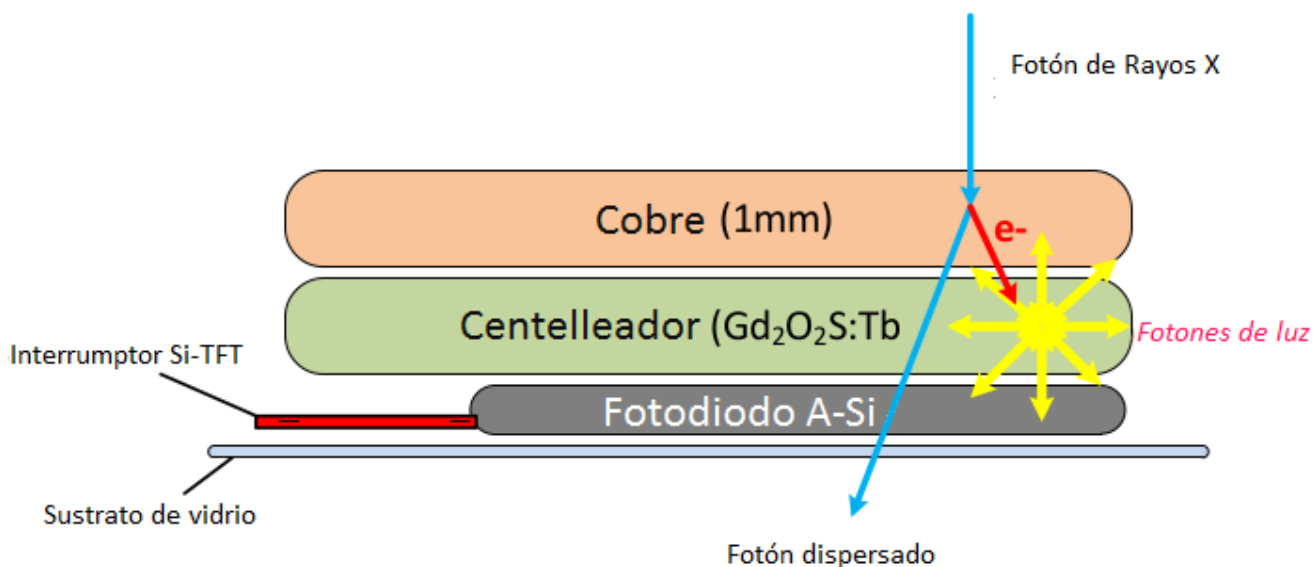 Fotón de Rayos X
Cobre (1mm)
e-
Centelleador (Gd₂O₂S:Tb
Fotones de luz
Interrumptor Si-TFT
Fotodiodo A-Si
Sustrato de vidrio
Fotón dispersado